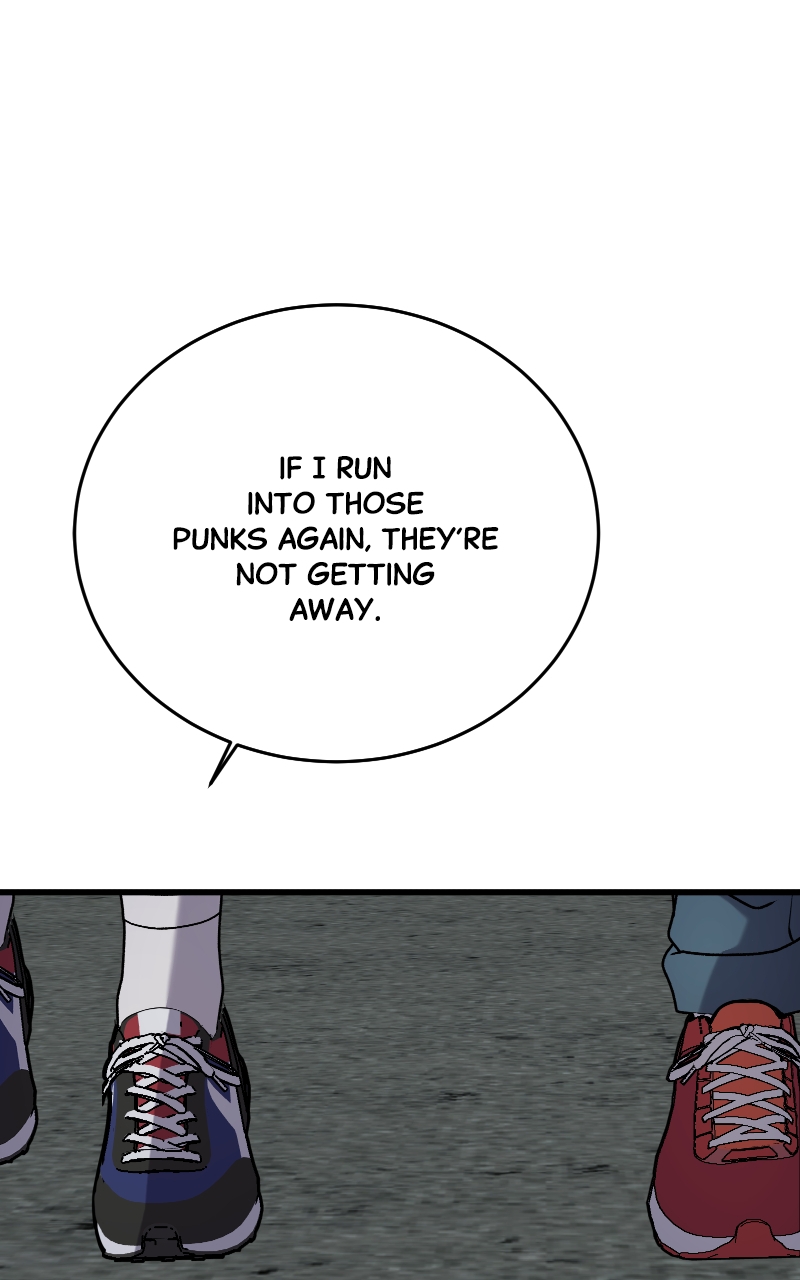 IF I RUN
INTO THOSE
PUNKS AGAIN, THEY'RE
NOT GETTING
AWAY.